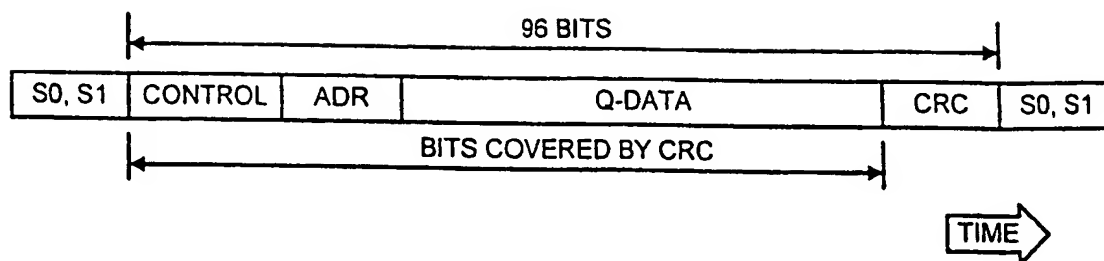 96 BITS
S0, S1 CONTROL ADR Q-DATA CRC S0, S1
BITS COVERED BY CRC
TIME